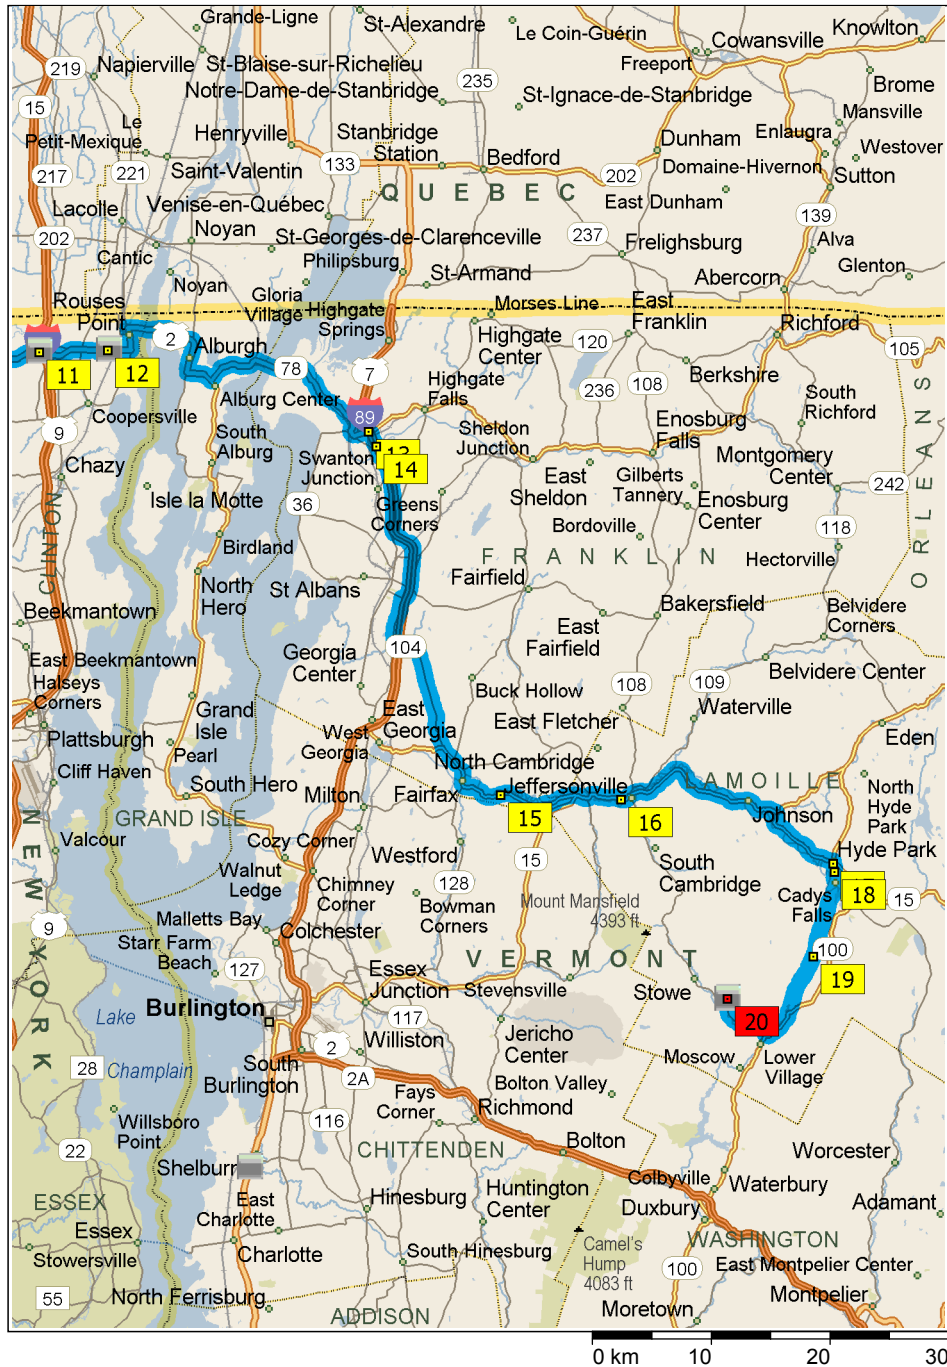 Grande-Ligne
St-Alexandre
Le Coin-Guérin
Knowlton
Cowansville
Freeport
219
Napierville
St-Blaise-sur-Richelieu
235
Brome
Notre-Dame-de-Stanbridge
St-Ignace-de-Stanbridge
15
Mansville
Le
Petit-Mexique
Henryville
Stanbridge
Station
Dunham
Enlaugra
Westover
133
Bedford
Domaine-Hivernon
217
221
Saint-Valentin
202
Sutton
QUEBEC
East Dunham
Lacolle
Venise-en-Québec
Noyan
139
202
St-Georges-de-Clarenceville
237
Frelighsburg
Alva
Cantic
Philipsburg
Glenton
St-Armand
Abercorn
Noyan
Gloria
Village
Rouses
Point
Highgate
Springs
Morses Line
East
Franklin
Richford
2
Alburgh
Highgate
Center
120
105
11
12
78
7
Berkshire
236
108
Highgate
Falls
South
Richford
Alburg Center
Coopersville
89
Enosburg
Falls
9
South
Alburg
Sheldon
Junction
Montgomery
Center
13
14
Swanton
Junction
Chazy
East
Sheldon
Gilberts
Tannery
242
ORLEANS
Isle la Motte
36
Greens
Corners
Enosburg
Center
CLINTON
Bordoville
118
Birdland
FRANKLIN
Hectorville
North
Hero
St Albans
Fairfield
Beekmantown
Bakersfield
Belvidere
Corners
East
Fairfield
104
East Beekmantown
Georgia
Center
Belvidere Center
Halseys
Corners
Buck Hollow
108
109
Grand
Isle
East
Georgia
East Fletcher
Waterville
Plattsburgh
West
Georgia
Eden
Pearl
Cliff Haven
North Cambridge
South Hero
Fairfax
Jeffersonville
LAMOILLE
North
Hyde
Park
Milton
GRAND ISLE
15
16
Johnson
Valcour
Cozy Corner
Hyde Park
Westford
15
Walnut
Ledge
South
Cambridge
Chimney
Corner
128
Cadys
Falls
18
15
Mount Mansfield
4393 ft
Bowman
Corners
Malletts Bay
9
Colchester
Starr Farm
Beach
VERMONT
100
NEW YORK
127
Essex
Junction
Stevensville
19
Stowe
Burlington
Lake
Champlain
117
20
Jericho
Center
Williston
2
South
Burlington
Moscow
Lower
Village
28
2A
Bolton Valley
Fays
Corner
Richmond
Willsboro
Point
116
22
CHITTENDEN
Bolton
Worcester
Shelburn
Colbyville
Waterbury
ESSEX
East
Charlotte
Hinesburg
Huntington
Center
Duxbury
Adamant
Essex
WASHINGTON
Stowersville
Charlotte
South Hinesburg
Camel's
Hump
4083 ft
100
East Montpelier Center
55
North Ferrisburg
Montpelier
ADDISON
Moretown
0 km 10 20 30